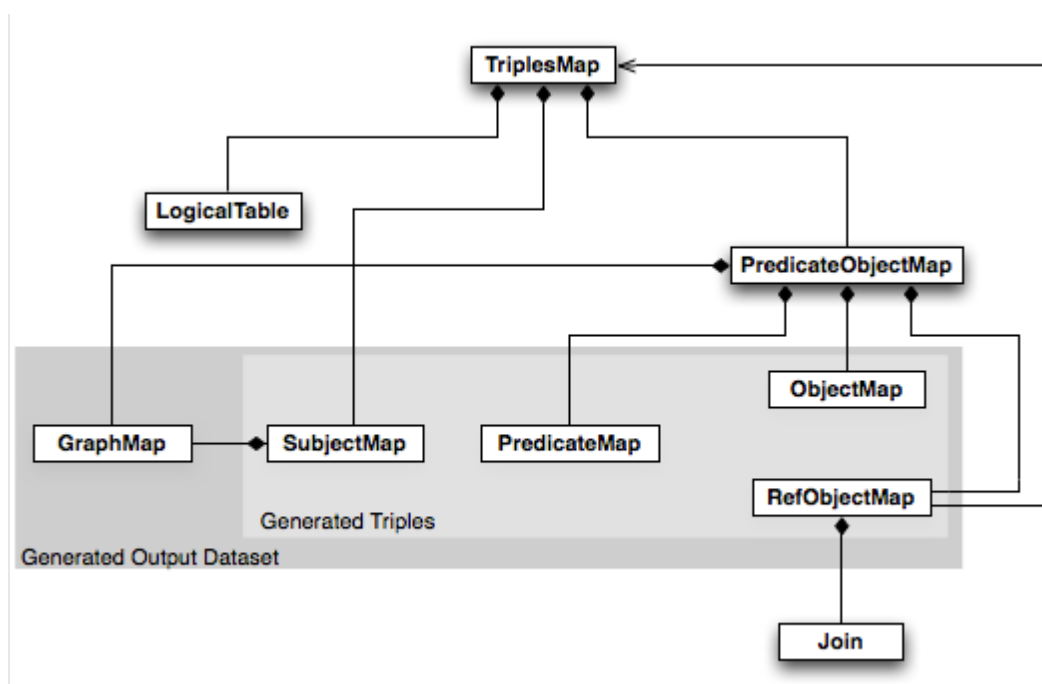 TriplesMap
LogicalTable
PredicateObjectMap
ObjectMap
GraphMap
SubjectMap
PredicateMap
RefObjectMap
Generated Triples
Generated Output Dataset
Join